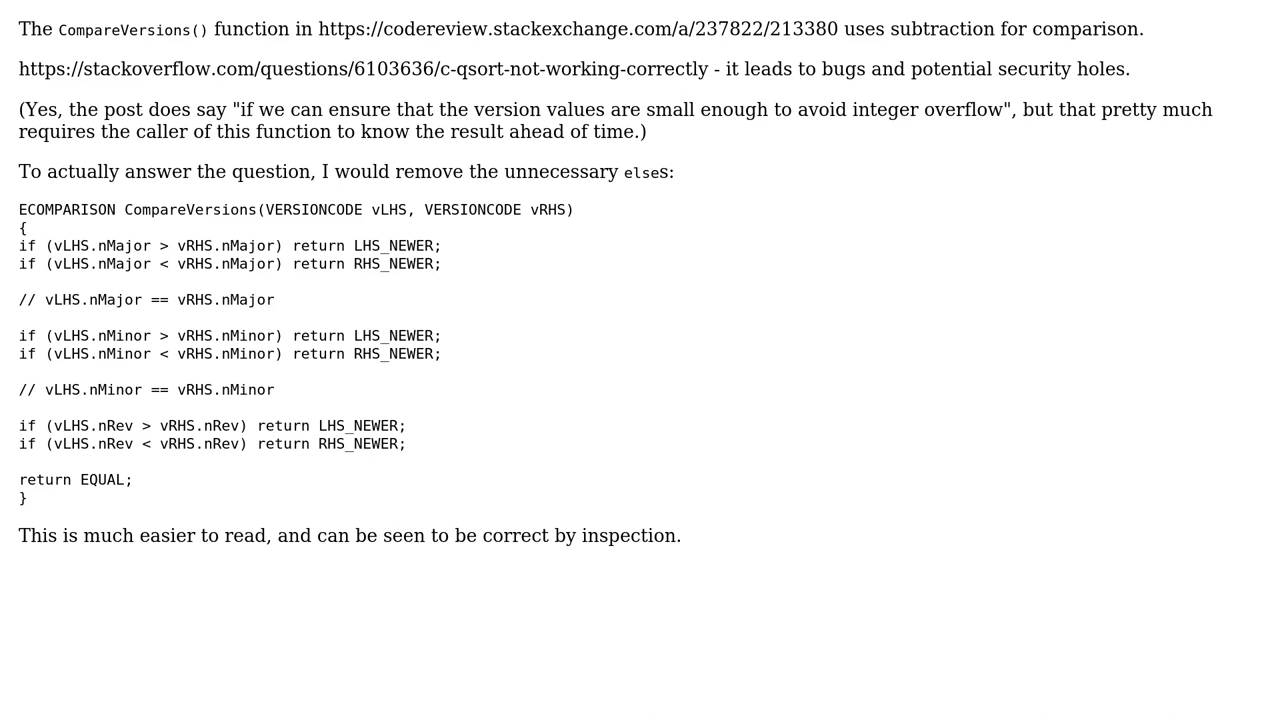 The CompareVersions() function in https://codereview.stackexchange.com/a/237822/213380 uses subtraction for comparison.
https://stackoverflow.com/questions/6103636/c-qsort-not-working-correctly - it leads to bugs and potential security holes.
(Yes, the post does say "if we can ensure that the version values are small enough to avoid integer overflow", but that pretty much
requires the caller of this function to know the result ahead of time.)
To actually answer the question, I would remove the unnecessary elses:
ECOMPARISON CompareVersions(VERSIONCODE vLHS, VERSIONCODE vRHS)
{
if (vLHS.nMajor > vRHS.nMajor) return LHS_NEWER;
if (vLHS.nMajor < vRHS.nMajor) return RHS_NEWER;
// vLHS.nMajor == vRHS.nMajor
if (vLHS.nMinor > vRHS.nMinor) return LHS_NEWER;
if (vLHS.nMinor < vRHS.nMinor) return RHS_NEWER;
// vLHS.nMinor == vRHS.nMinor
if (vLHS.nRev > vRHS.nRev) return LHS_NEWER;
if (vLHS.nRev < vRHS.nRev) return RHS_NEWER;
return EQUAL;
}
This is much easier to read, and can be seen to be correct by inspection.